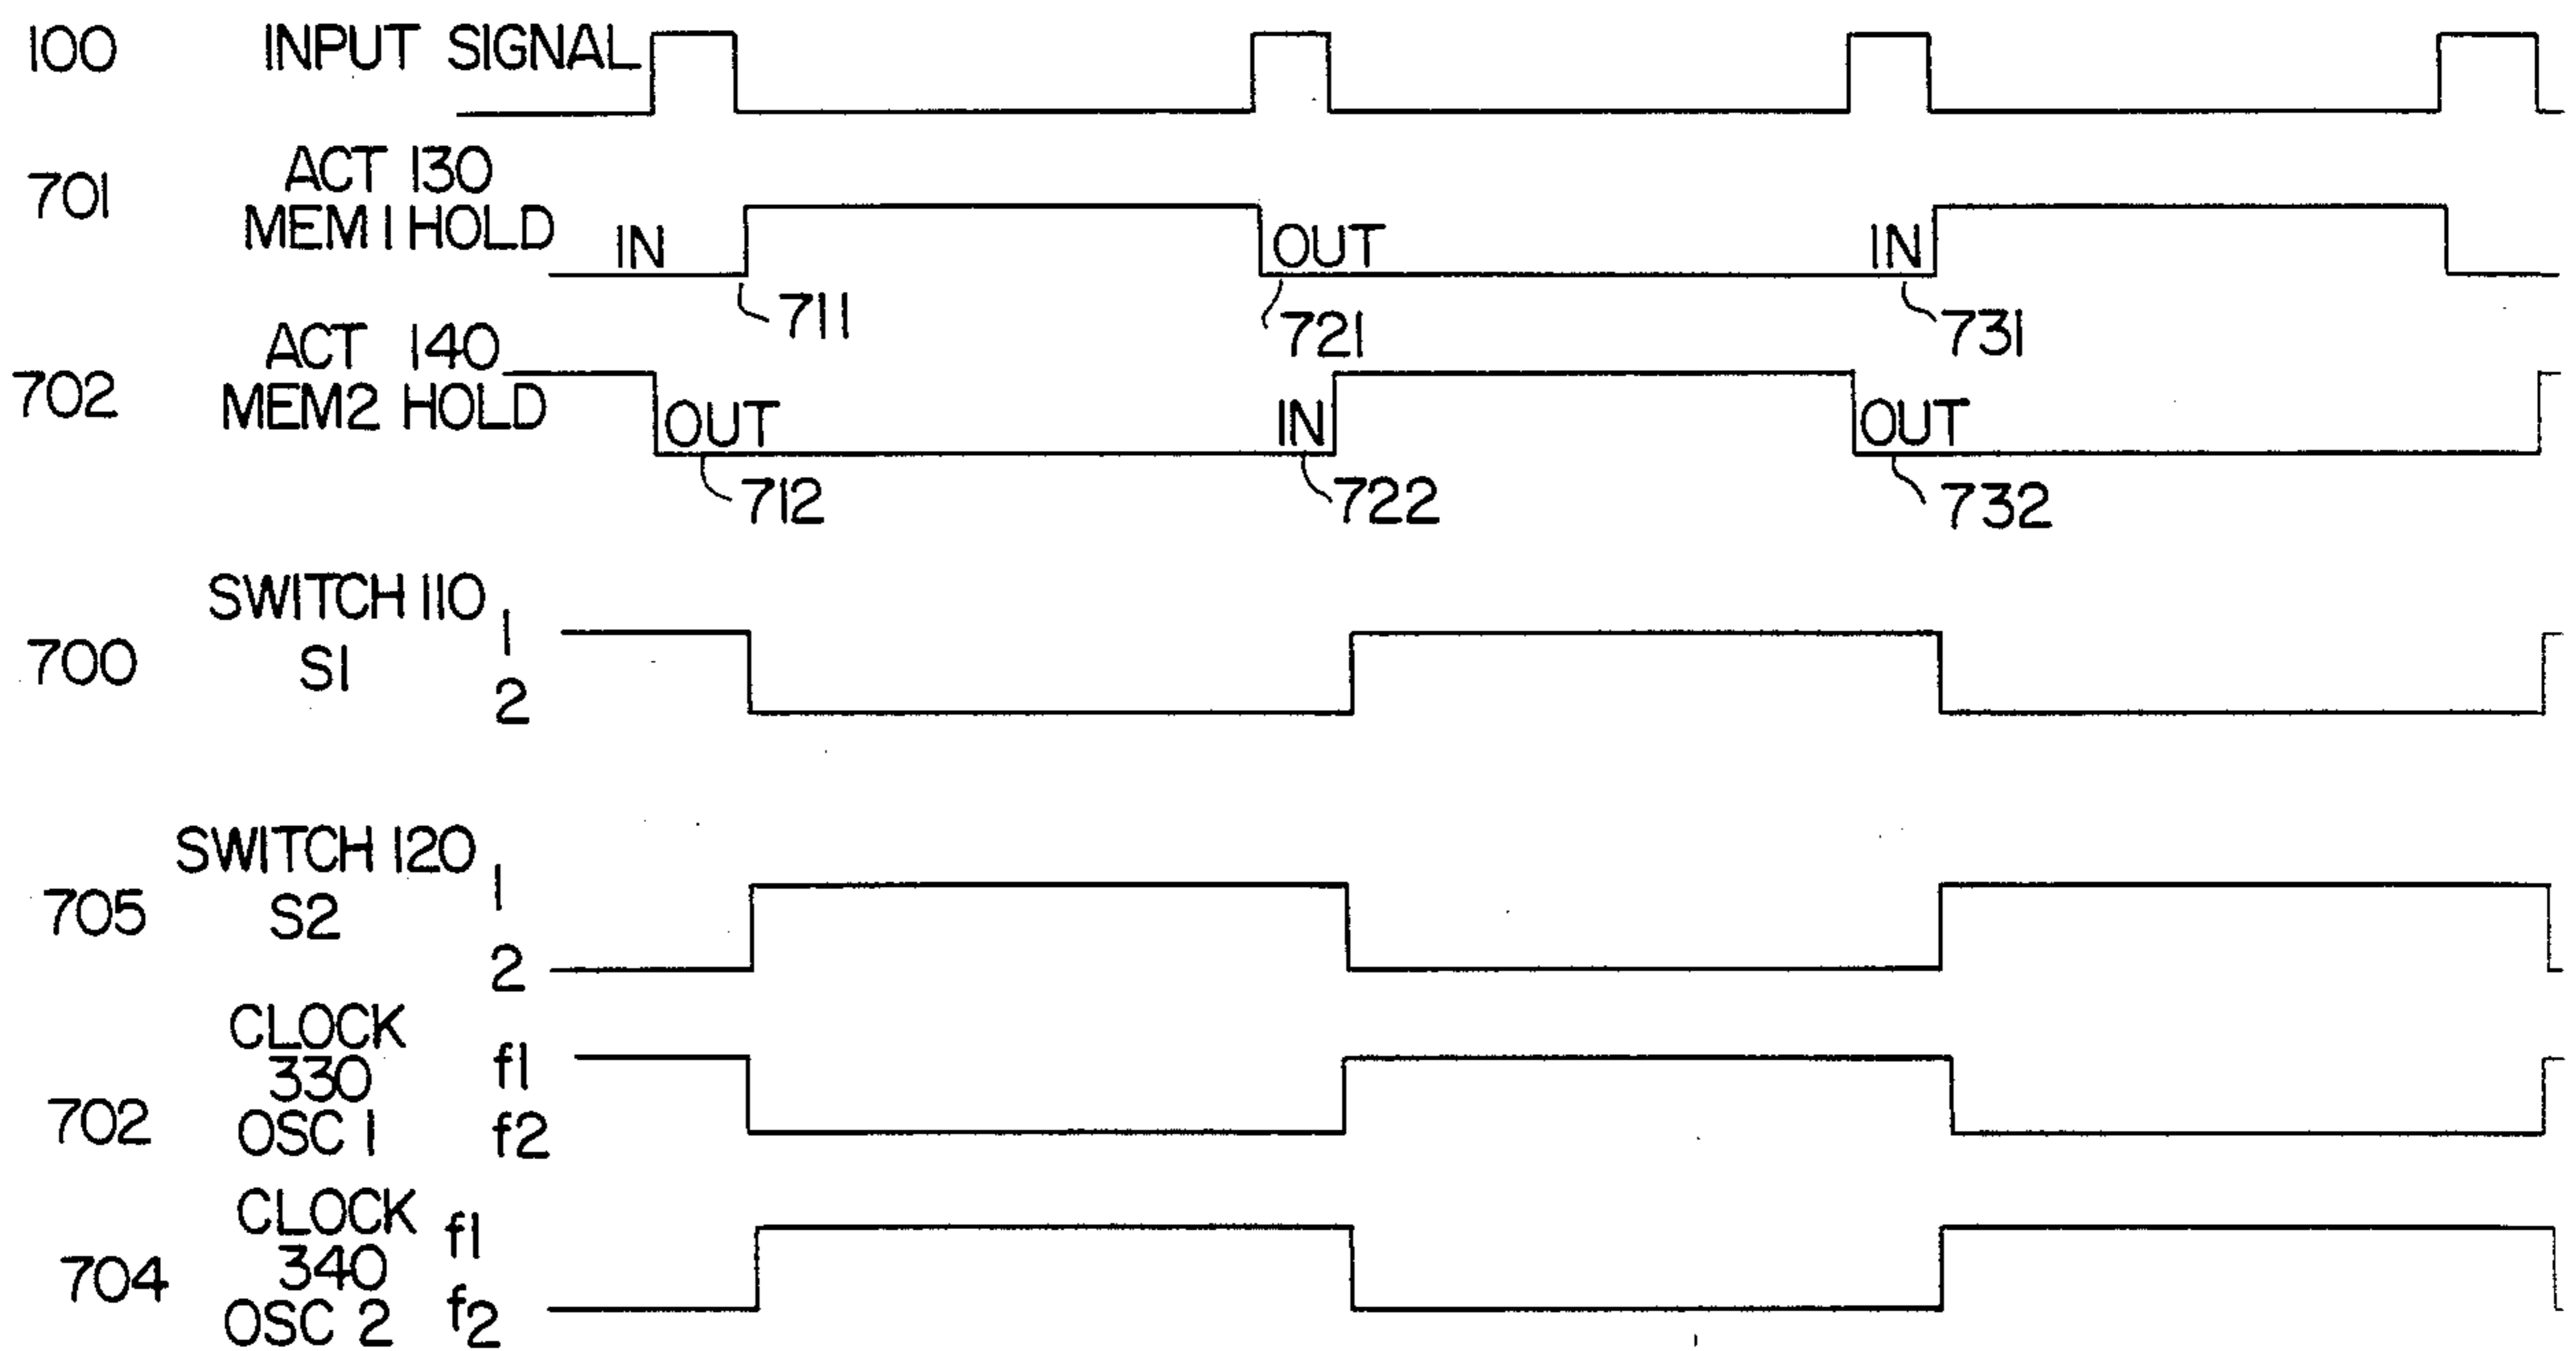 100 INPUT SIGNAL
ACT 130
701 MEM 1 HOLD IN OUT IN
711 721 731
ACT 140
702 MEM2 HOLD OUT IN OUT
712 722 732
SWITCH 110 1
700 S1
2
SWITCH 120 1
705 S2
2
CLOCK
330 f1
702 OSC 1 f2
CLOCK f1
704 340
OSC 2 f2